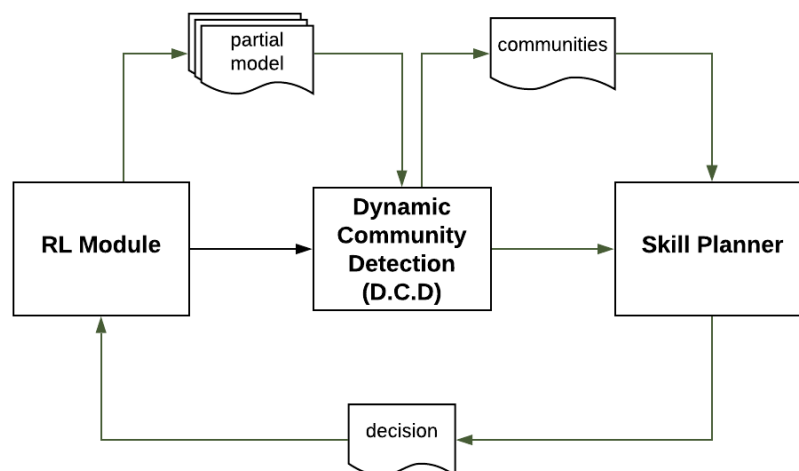 partial
model
communities
RL Module
Dynamic
Community
Detection
(D.C.D)
Skill Planner
decision